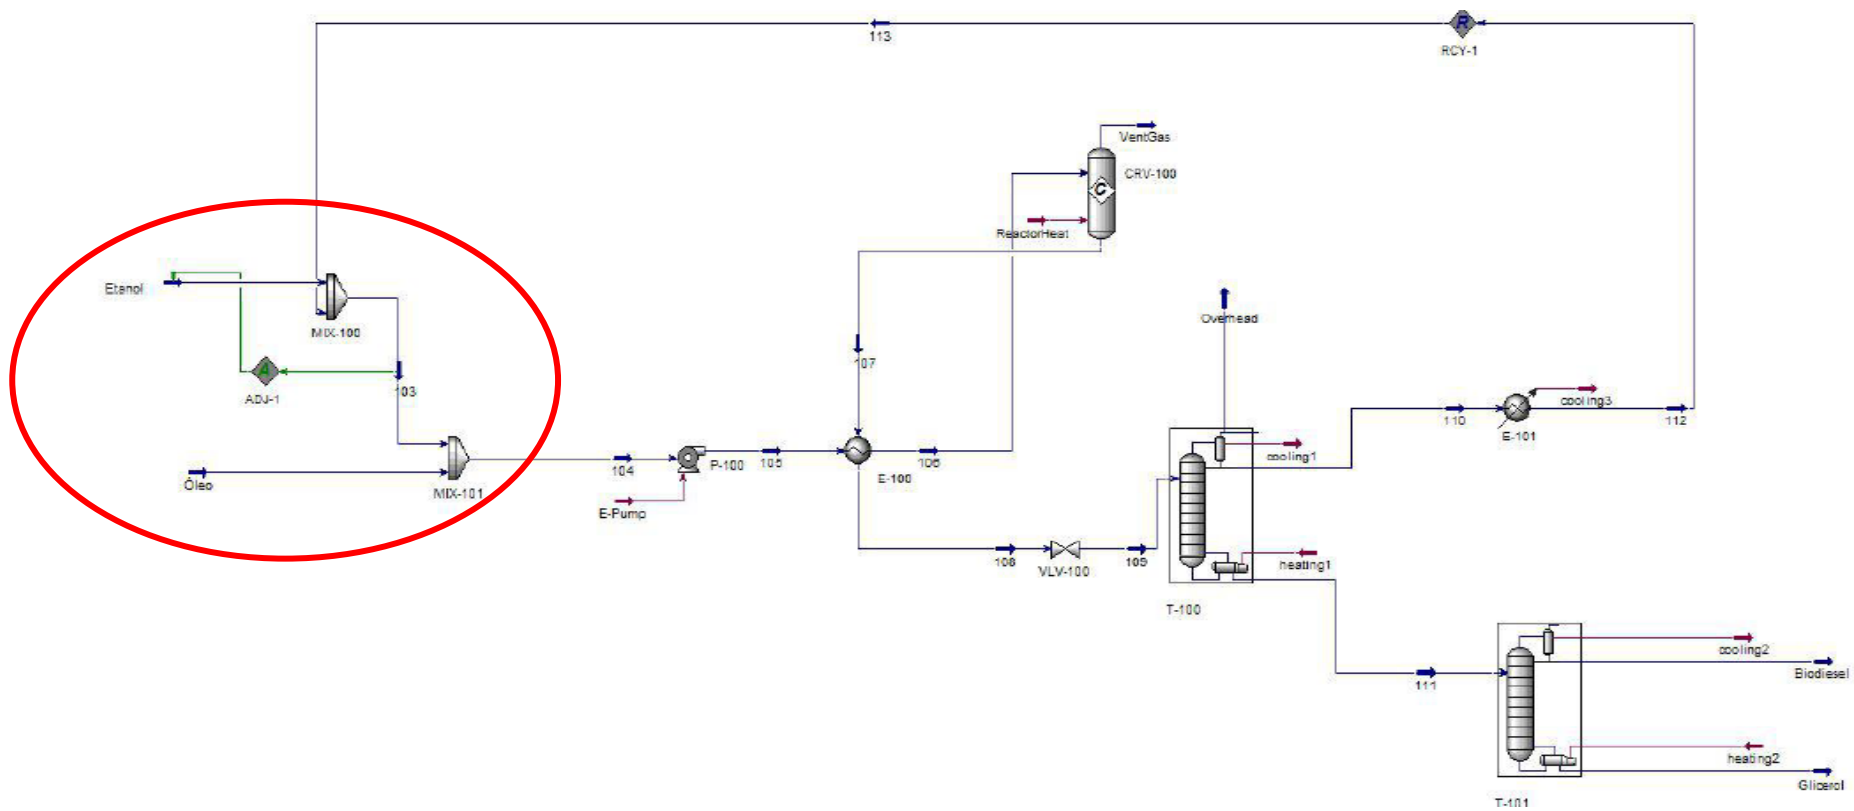 113
RCY-1
VentGas
CRV-100
ReactorHeat
C
R
Etanol
MIX-100
A
ADJ-1
103
Óleo
MIX-101
104
P-100
105
E-Pump
E-100
106
107
108
VLV-100
109
Overhead
cooling1
heating1
T-100
110
E-101
cooling3
112
111
cooling2
Biodiesel
heating2
Glicerol
T-101